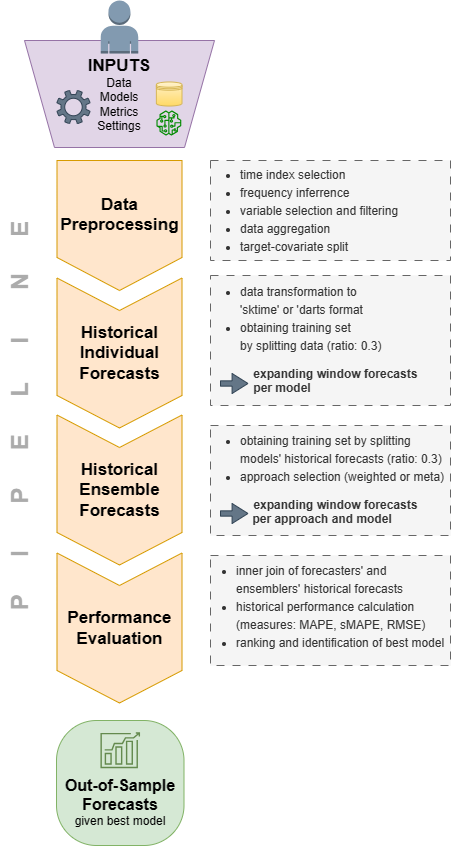 INPUTS
Data
Models
Metrics
Settings
PIPELINE
Data
Preprocessing
• time index selection
• frequency inferrence
• variable selection and filtering
• data aggregation
• target-covariate split
Historical
Individual
Forecasts
• data transformation to
'sktime' or 'darts format
• obtaining training set
by splitting data (ratio: 0.3)
expanding window forecasts
per model
Historical
Ensemble
Forecasts
• obtaining training set by splitting
models' historical forecasts (ratio: 0.3)
• approach selection (weighted or meta)
expanding window forecasts
per approach and model
Performance
Evaluation
• inner join of forecasters' and
ensemblers' historical forecasts
• historical performance calculation
(measures: MAPE, sMAPE, RMSE)
• ranking and identification of best model
Out-of-Sample
Forecasts
given best model